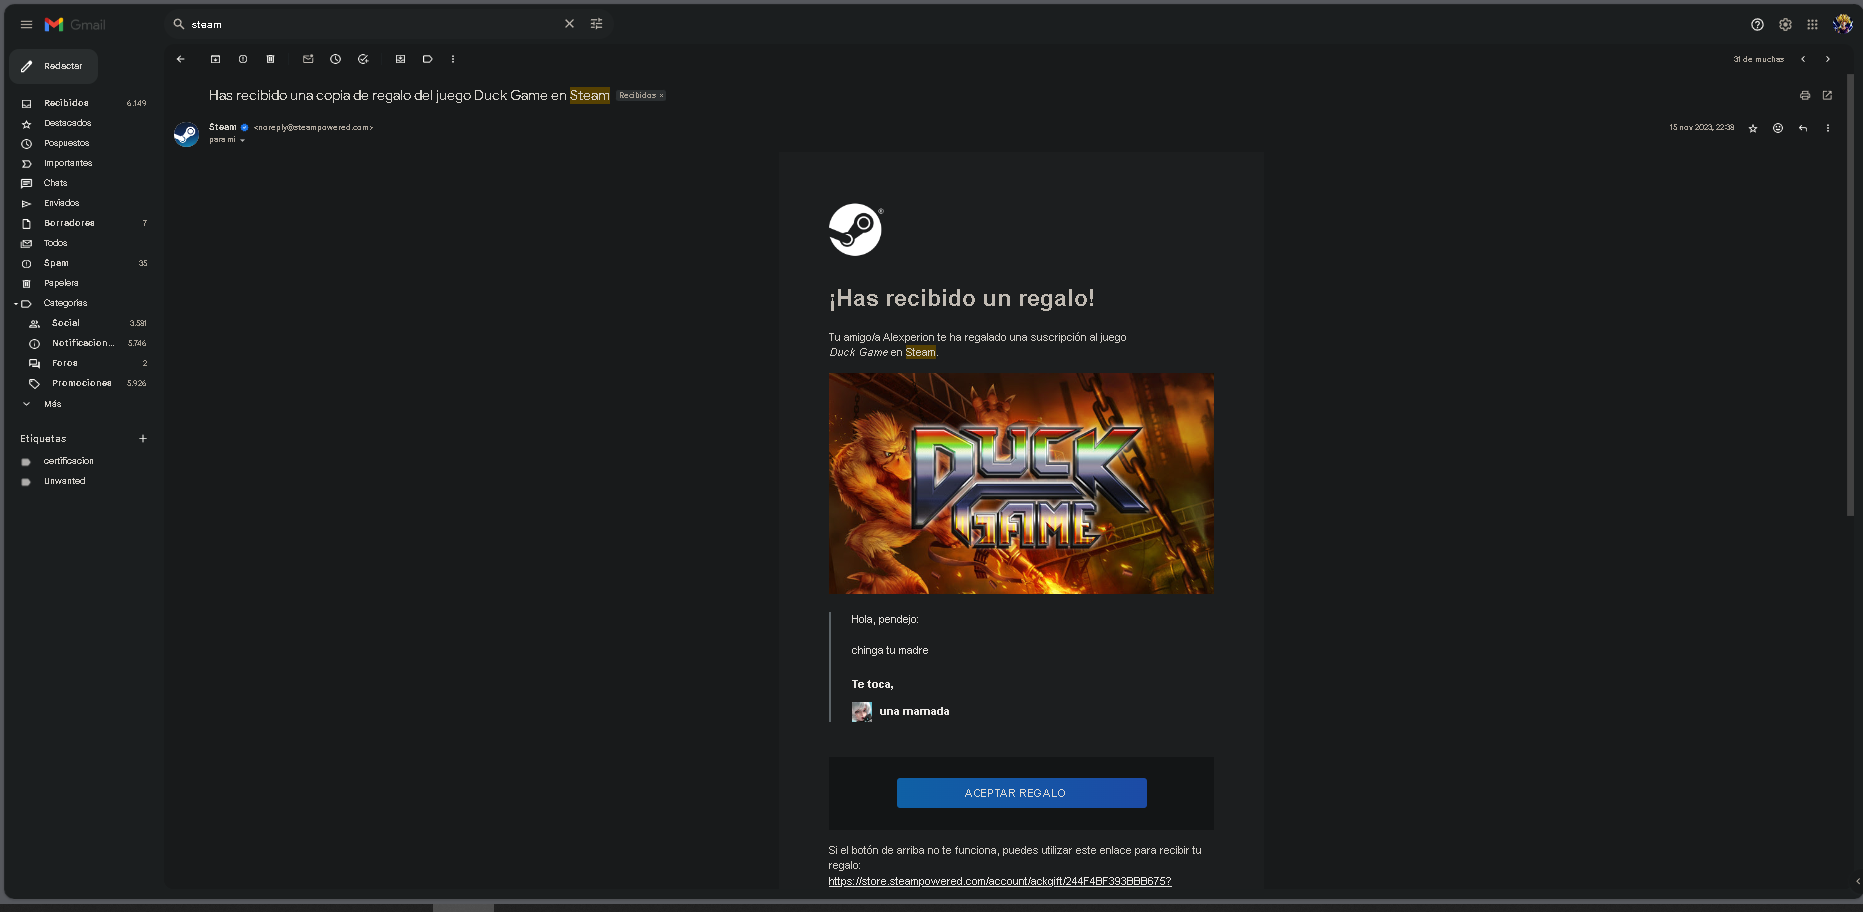 Gmail
steam
Redactar
31 de muchas
Has recibido una copia de regalo del juego Duck Game en Steam
Recibidos ×
Recibidos 6.149
Destacados
Pospuestos
Importantes
Chats
Enviados
Borradores 7
Todos
Spam 35
Papelera
Categorías
Social 3.581
Notificacion... 5.746
Foros 2
Promociones 5.926
Más
Etiquetas
certificacion
Unwanted
Steam <noreply@steampowered.com>
para mí
15 nov 2023, 22:38
¡Has recibido un regalo!
Tu amigo/a Alexperion te ha regalado una suscripción al juego
Duck Game en Steam.
DUCK
GAME
Hola, pendejo:
chinga tu madre
Te toca,
una mamada
ACEPTAR REGALO
Si el botón de arriba no te funciona, puedes utilizar este enlace para recibir tu
regalo:
https://store.steampowered.com/account/ackgift/244F4BF393BBB675?